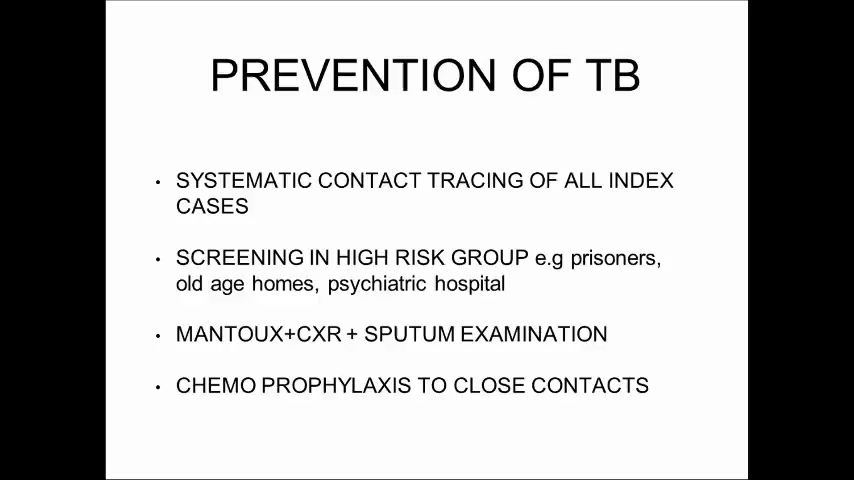 PREVENTION OF TB
• SYSTEMATIC CONTACT TRACING OF ALL INDEX
CASES
• SCREENING IN HIGH RISK GROUP e.g prisoners,
old age homes, psychiatric hospital
• MANTOUX+CXR + SPUTUM EXAMINATION
• CHEMO PROPHYLAXIS TO CLOSE CONTACTS